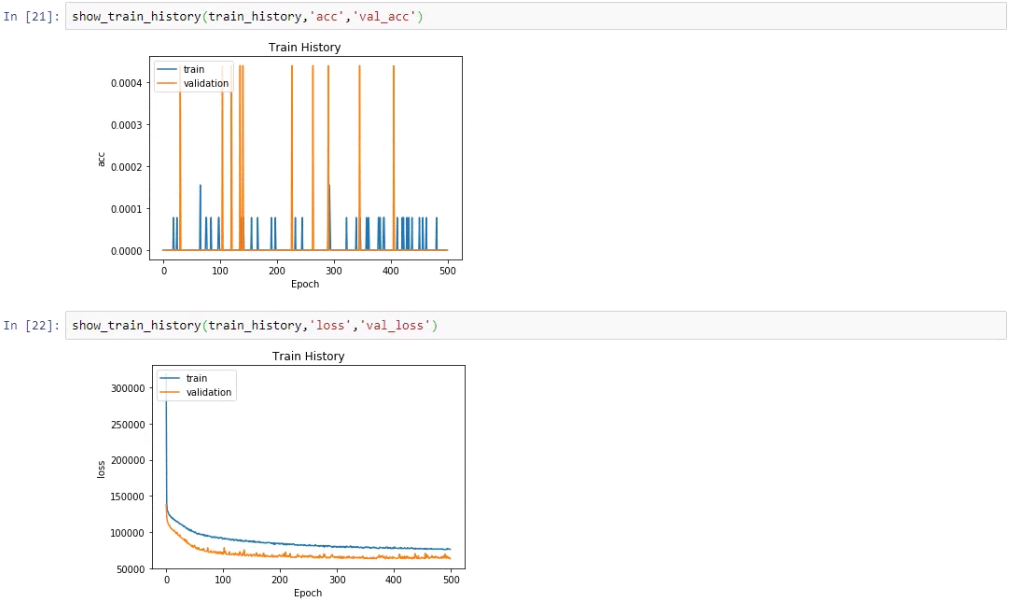 In [21]: show_train_history(train_history,'acc','val_acc')
Train History
train
validation
0.0004
0.0003
0.0002
0.0001
0.0000
acc
0 100 200 300 400 500
Epoch
In [22]: show_train_history(train_history,'loss','val_loss')
Train History
train
validation
300000
250000
200000
150000
100000
50000
loss
0 100 200 300 400 500
Epoch